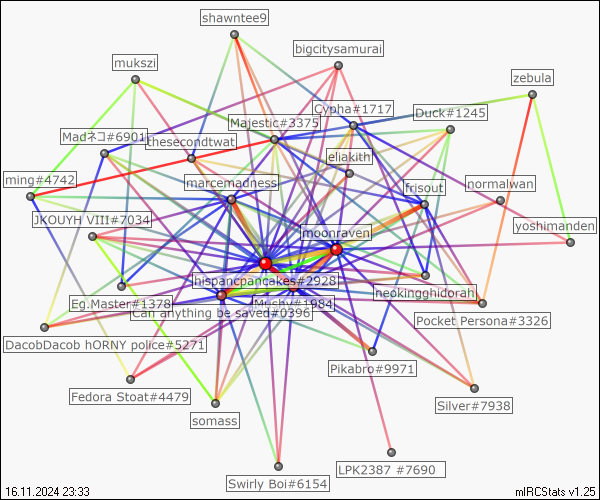 shawntee9
bigcitysamurai
mukszi
zebula
Cypha#1717
Duck#1245
Majestic#3375
Madネコ#6901
thesecondtwat
eliakith
ming#4742
marcemadness
frisout
normalwan
JKOUYH VIII#7034
moonraven
yoshimanden
hispancpancakes#2928
neokingghidorah
Eg.Master#1378
Mushy#1984
Can anything be saved#0396
Pocket Persona#3326
DacobDacob hORNY police#5271
Pikabro#9971
Fedora Stoat#4479
Silver#7938
somass
LPK2387 #7690
Swirly Boi#6154
16.11.2024 23:33
mIRCStats v1.25